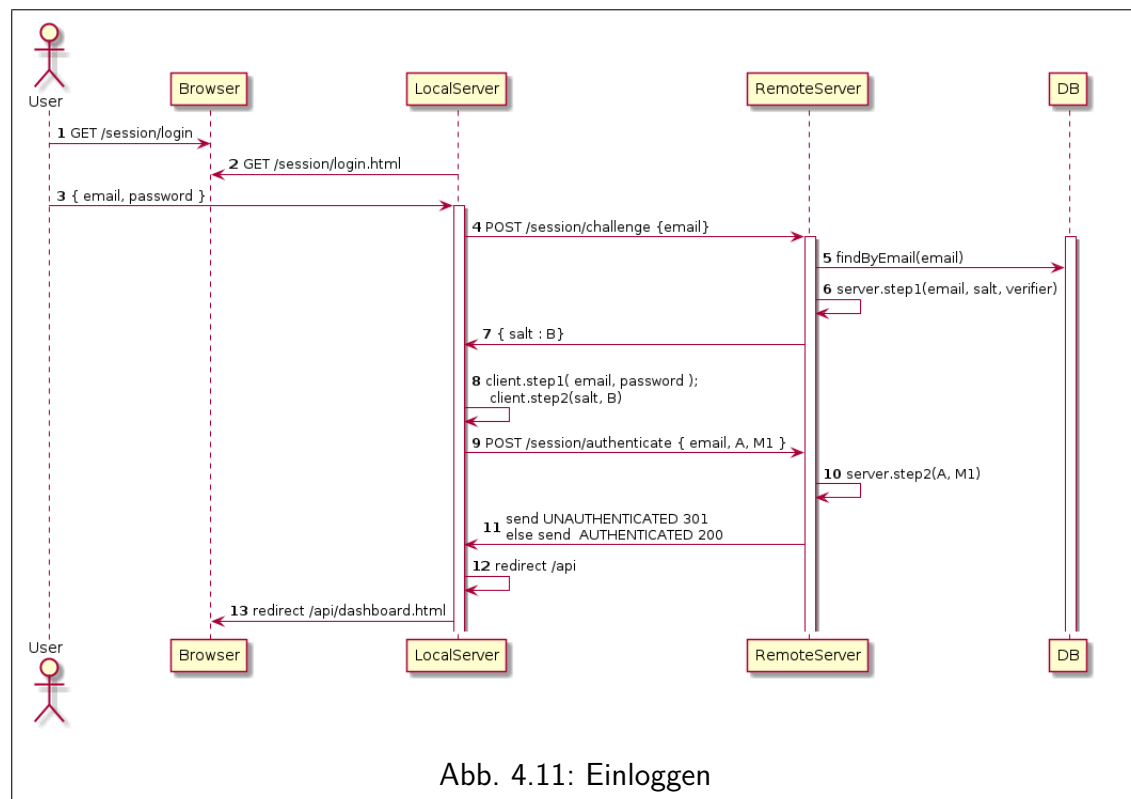 User
Browser
LocalServer
RemoteServer
DB
1 GET /session/login
2 GET /session/login.html
3 { email, password }
4 POST /session/challenge {email}
5 findByEmail(email)
6 server.step1(email, salt, verifier)
7 { salt : B}
8 client.step1( email, password );
client.step2(salt, B)
9 POST /session/authenticate { email, A, M1 }
10 server.step2(A, M1)
11 send UNAUTHENTICATED 301
else send  AUTHENTICATED 200
12 redirect /api
13 redirect /api/dashboard.html
User
Browser
LocalServer
RemoteServer
DB
Abb. 4.11: Einloggen